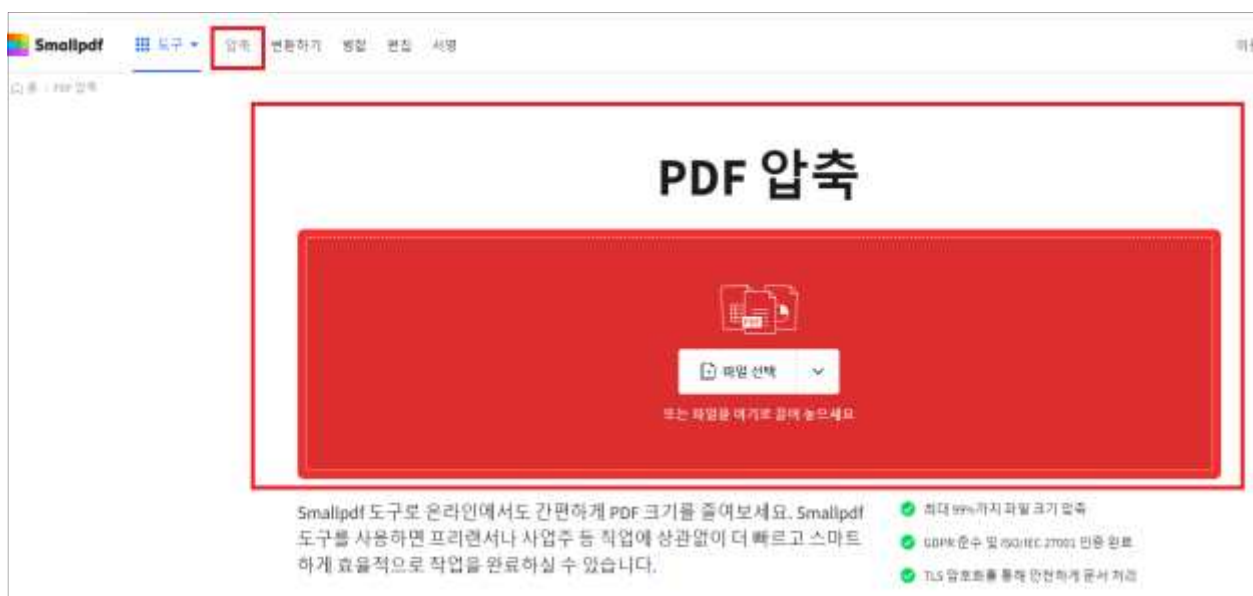 Smallpdf 도구 압축 변환하기 병합 편집 서명
홈 PDF 압축
PDF 압축
PDF
파일 선택
또는 파일을 여기로 끌어 놓으세요
Smallpdf 도구로 온라인에서도 간편하게 PDF 크기를 줄여보세요. Smallpdf
도구를 사용하면 프리랜서나 사업주 등 직업에 상관없이 더 빠르고 스마트
하게 효율적으로 작업을 완료하실 수 있습니다.
최대 99%까지 파일 크기 압축
GDPR 준수 및 ISO/IEC 27001 인증 완료
TLS 암호화를 통해 안전하게 문서 처리